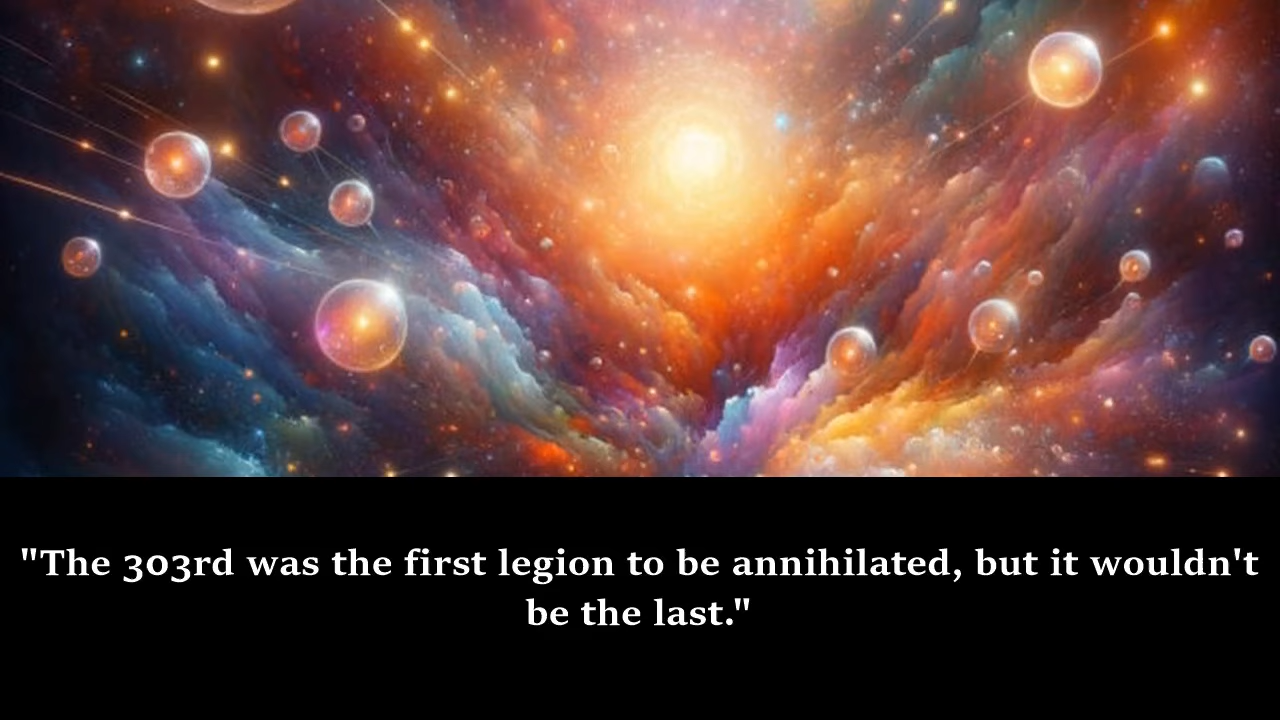 "The 303rd was the first legion to be annihilated, but it wouldn't
be the last."